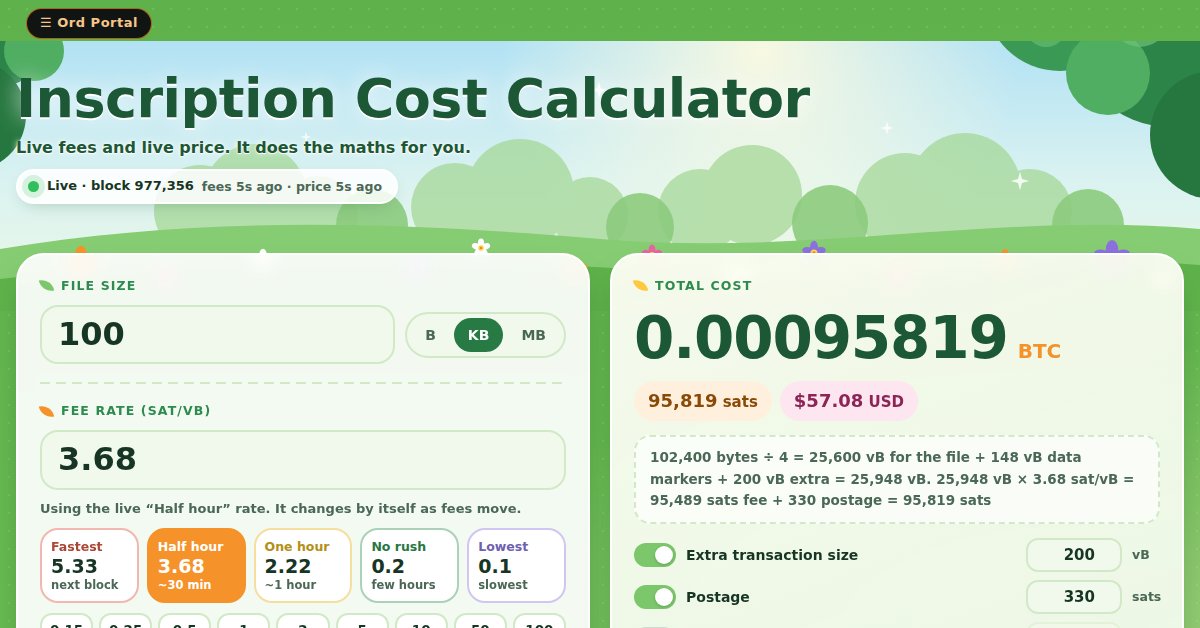 ☰ Ord Portal
Inscription Cost Calculator
Live fees and live price. It does the maths for you.
Live · block 977,356 fees 5s ago · price 5s ago
FILE SIZE
100
B KB MB
FEE RATE (SAT/VB)
3.68
Using the live “Half hour” rate. It changes by itself as fees move.
Fastest
5.33
next block
Half hour
3.68
~30 min
One hour
2.22
~1 hour
No rush
0.2
few hours
Lowest
0.1
slowest
TOTAL COST
0.00095819 BTC
95,819 sats
$57.08 USD
102,400 bytes ÷ 4 = 25,600 vB for the file + 148 vB data
markers + 200 vB extra = 25,948 vB. 25,948 vB × 3.68 sat/vB =
95,489 sats fee + 330 postage = 95,819 sats
Extra transaction size 200 vB
Postage 330 sats